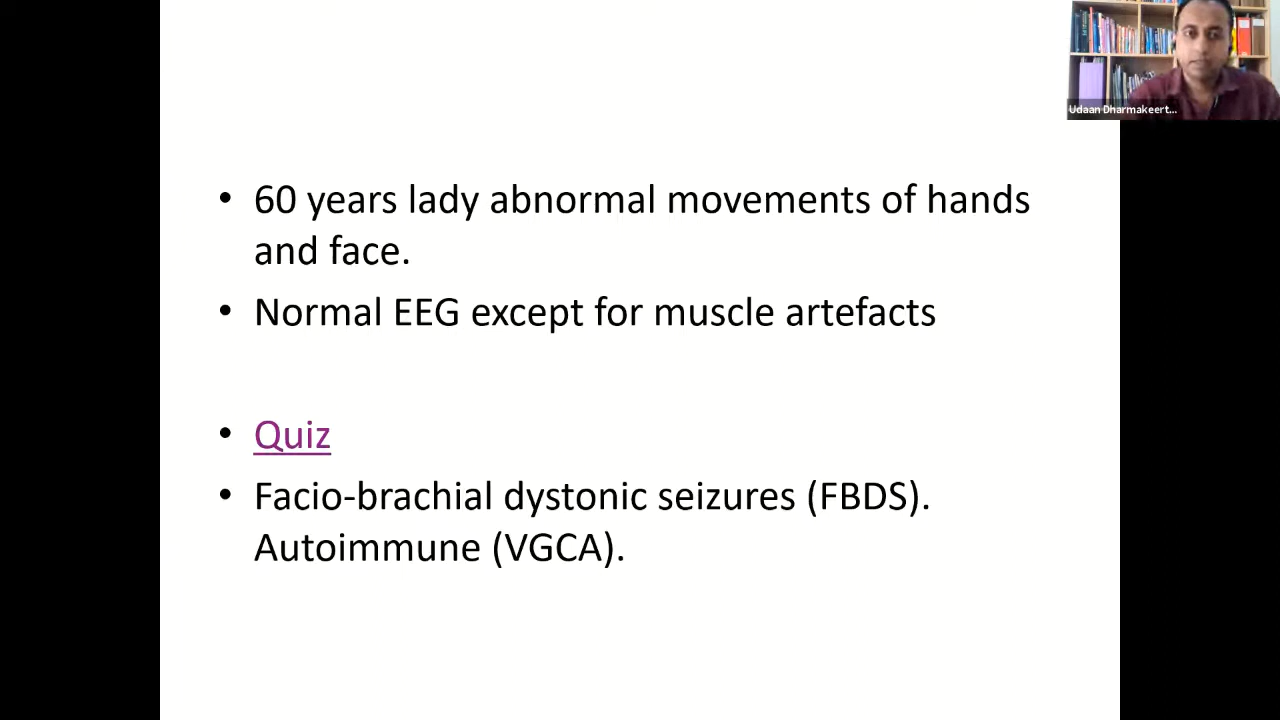 Udaan Dharmakeert...
• 60 years lady abnormal movements of hands
and face.
• Normal EEG except for muscle artefacts
• Quiz
• Facio-brachial dystonic seizures (FBDS).
Autoimmune (VGCA).